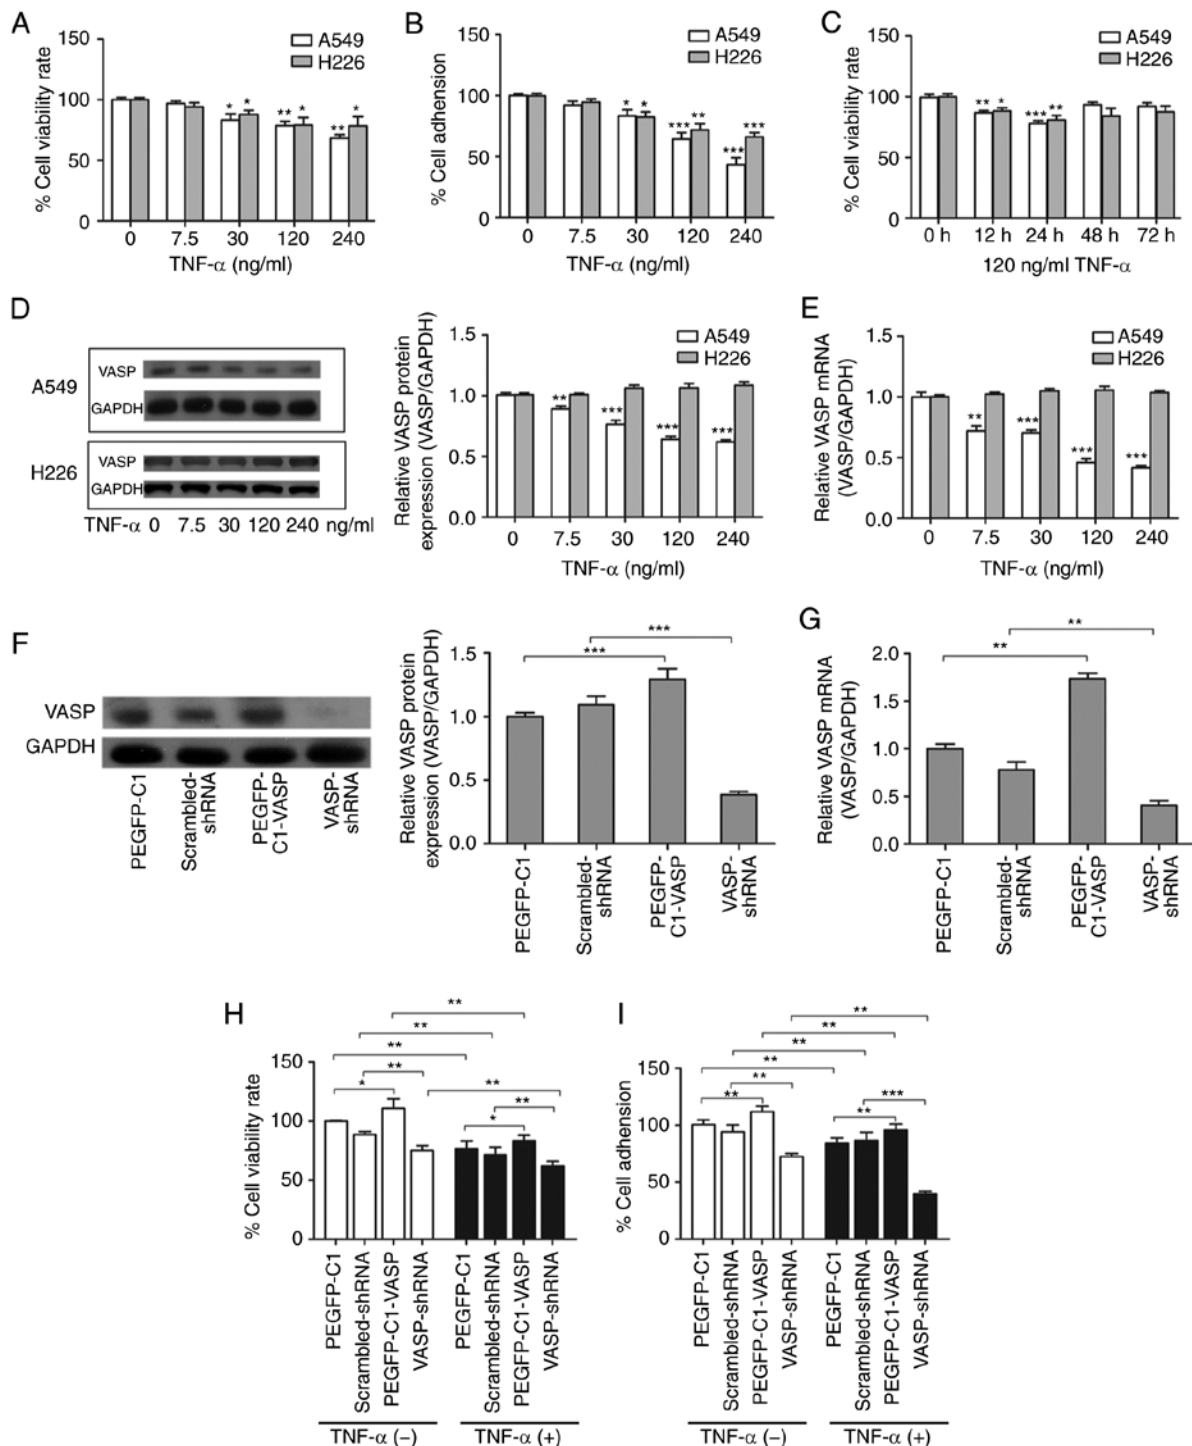 A
150
100
50
0
% Cell viability rate
A549
H226
*
*
**
*
**
*
0 7.5 30 120 240
TNF-α (ng/ml)
B
150
100
50
0
% Cell adhension
A549
H226
*
*
***
**
***
***
0 7.5 30 120 240
TNF-α (ng/ml)
C
150
100
50
0
% Cell viability rate
A549
H226
**
*
***
**
0 h 12 h 24 h 48 h 72 h
120 ng/ml TNF-α
D
A549
VASP
GAPDH
H226
VASP
GAPDH
TNF-α 0 7.5 30 120 240 ng/ml
Relative VASP protein
expression (VASP/GAPDH)
1.5
1.0
0.5
0.0
A549
H226
**
***
***
***
0 7.5 30 120 240
TNF-α (ng/ml)
E
Relative VASP mRNA
(VASP/GAPDH)
1.5
1.0
0.5
0.0
A549
H226
**
***
***
***
0 7.5 30 120 240
TNF-α (ng/ml)
F
VASP
GAPDH
PEGFP-C1
Scrambled-
shRNA
PEGFP-
C1-VASP
VASP-
shRNA
Relative VASP protein
expression (VASP/GAPDH)
1.5
1.0
0.5
0.0
***
***
PEGFP-C1
Scrambled-
shRNA
PEGFP-
C1-VASP
VASP-
shRNA
G
Relative VASP mRNA
(VASP/GAPDH)
2.0
1.0
0.5
0.0
**
**
PEGFP-C1
Scrambled-
shRNA
PEGFP-
C1-VASP
VASP-
shRNA
H
% Cell viability rate
150
100
50
0
**
**
**
**
*
**
**
*
PEGFP-C1
Scrambled-shRNA
PEGFP-C1-VASP
VASP-shRNA
PEGFP-C1
Scrambled-shRNA
PEGFP-C1-VASP
VASP-shRNA
TNF-α (–)
TNF-α (+)
I
% Cell adhension
150
100
50
0
**
**
**
**
**
**
***
**
PEGFP-C1
Scrambled-shRNA
PEGFP-C1-VASP
VASP-shRNA
PEGFP-C1
Scrambled-shRNA
PEGFP-C1-VASP
VASP-shRNA
TNF-α (–)
TNF-α (+)